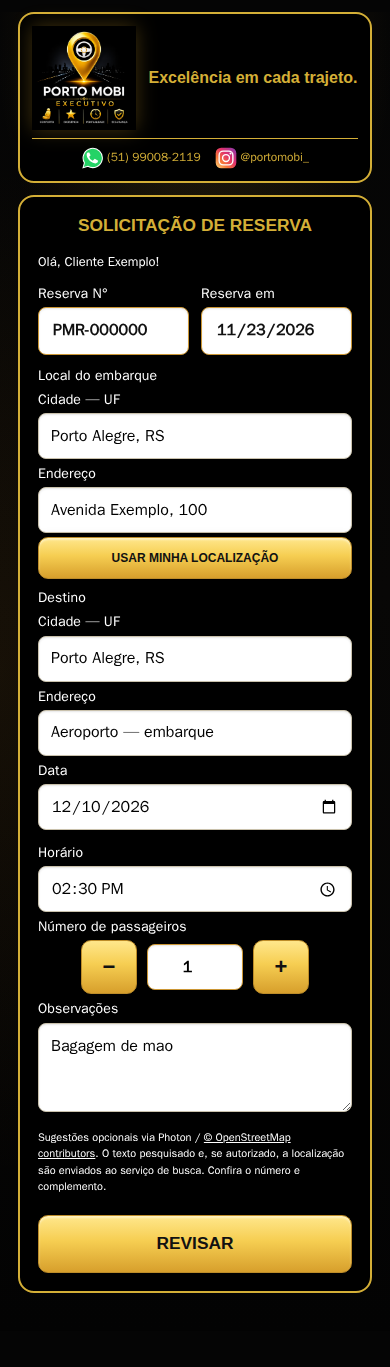 PORTO MOBI
EXECUTIVO
Excelência em cada trajeto.
(51) 99008-2119 @portomobi_
SOLICITAÇÃO DE RESERVA
Olá, Cliente Exemplo!
Reserva Nº Reserva em
PMR-000000 11/23/2026
Local do embarque
Cidade — UF
Porto Alegre, RS
Endereço
Avenida Exemplo, 100
USAR MINHA LOCALIZAÇÃO
Destino
Cidade — UF
Porto Alegre, RS
Endereço
Aeroporto — embarque
Data
12/10/2026
Horário
02:30 PM
Número de passageiros
− 1 +
Observações
Bagagem de mao
Sugestões opcionais via Photon / © OpenStreetMap
contributors. O texto pesquisado e, se autorizado, a localização
são enviados ao serviço de busca. Confira o número e
complemento.
REVISAR